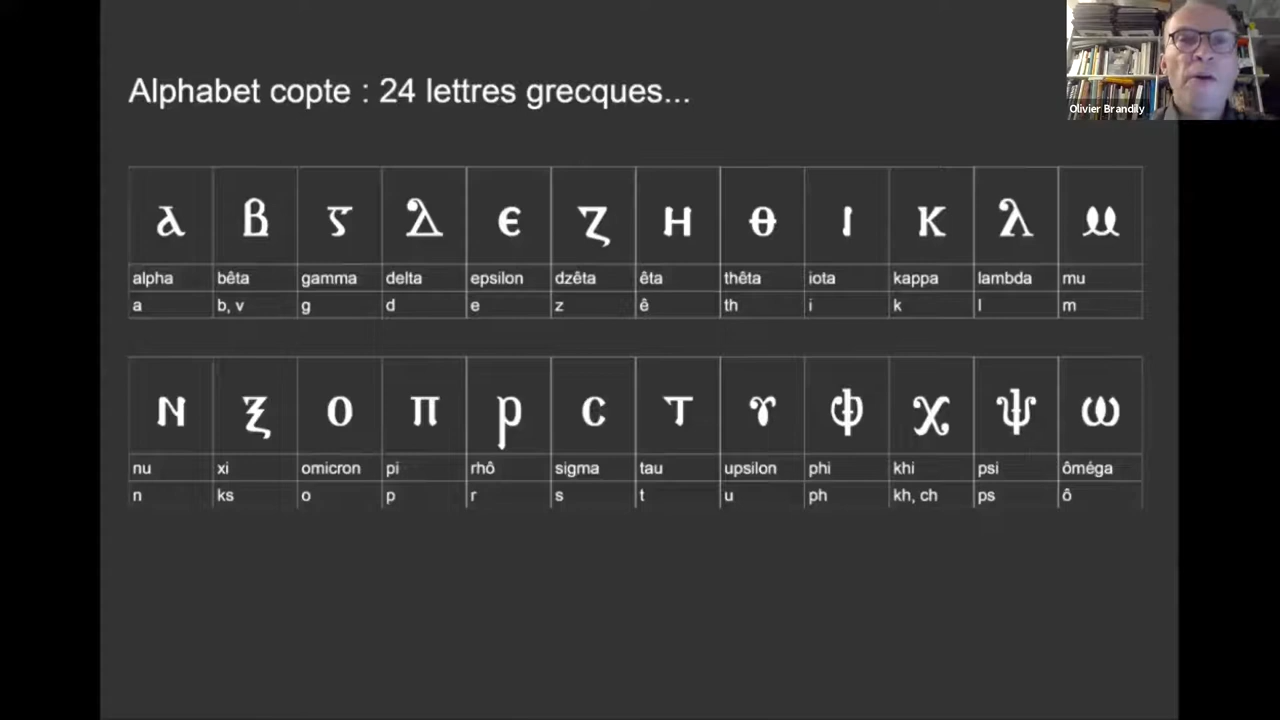 Alphabet copte : 24 lettres grecques...
Olivier Brandily
ⲁ ⲃ ⲅ ⲇ ⲉ ⲍ ⲏ ⲑ ⲓ ⲕ ⲗ ⲙ
alpha bêta gamma delta epsilon dzêta êta thêta iota kappa lambda mu
a b, v g d e z ê th i k l m
ⲛ ⲝ ⲟ ⲡ ⲣ ⲥ ⲧ ⲩ ⲫ ⲭ ⲯ ⲱ
nu xi omicron pi rhô sigma tau upsilon phi khi psi ôméga
n ks o p r s t u ph kh, ch ps ô